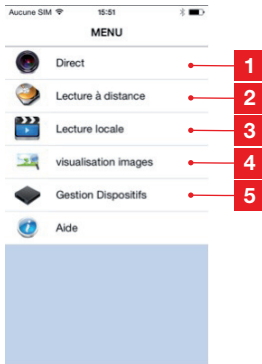 Aucune SIM 15:51
MENU
Direct 1
Lecture à distance 2
Lecture locale 3
visualisation images 4
Gestion Dispositifs 5
Aide